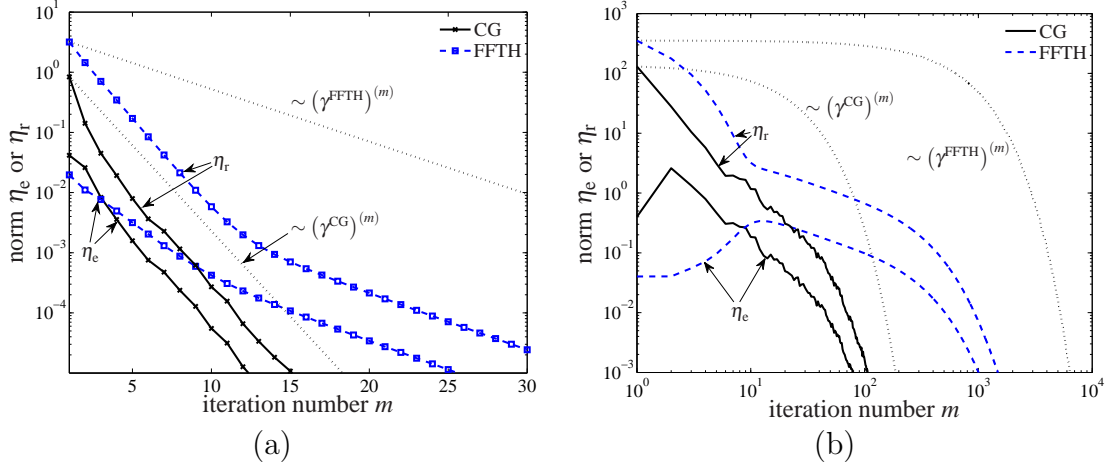 10^1
10^0
10^-1
10^-2
10^-3
10^-4
norm η_e or η_r
CG
FFTH
~ (γ^FFTH)^(m)
η_r
~ (γ^CG)^(m)
η_e
5 10 15 20 25 30
iteration number m
(a)
10^3
10^2
10^1
10^0
10^-1
10^-2
10^-3
norm η_e or η_r
CG
FFTH
~ (γ^CG)^(m)
η_r
~ (γ^FFTH)^(m)
η_e
10^0 10^1 10^2 10^3 10^4
iteration number m
(b)